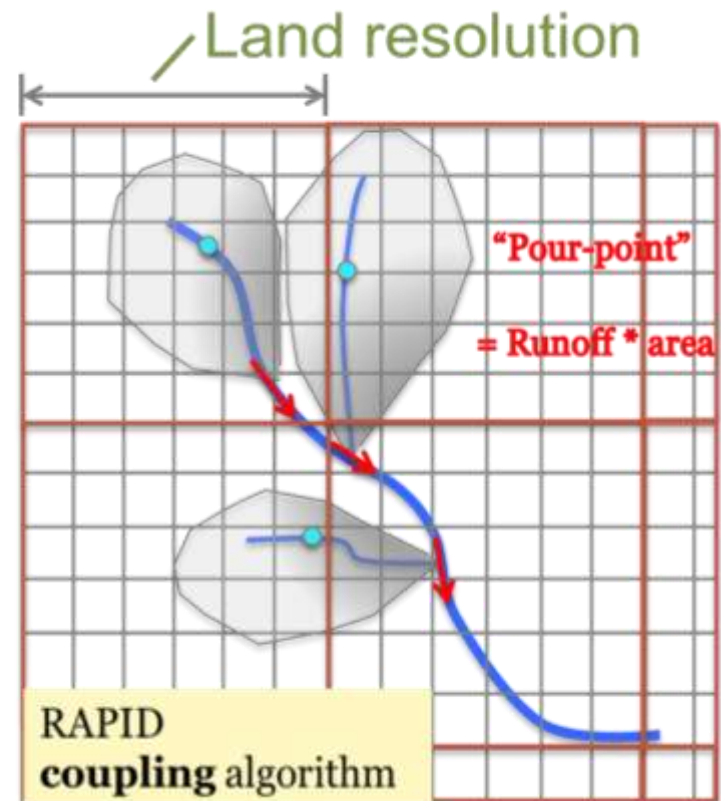 Land resolution
“Pour-point”
= Runoff * area
RAPID
coupling algorithm